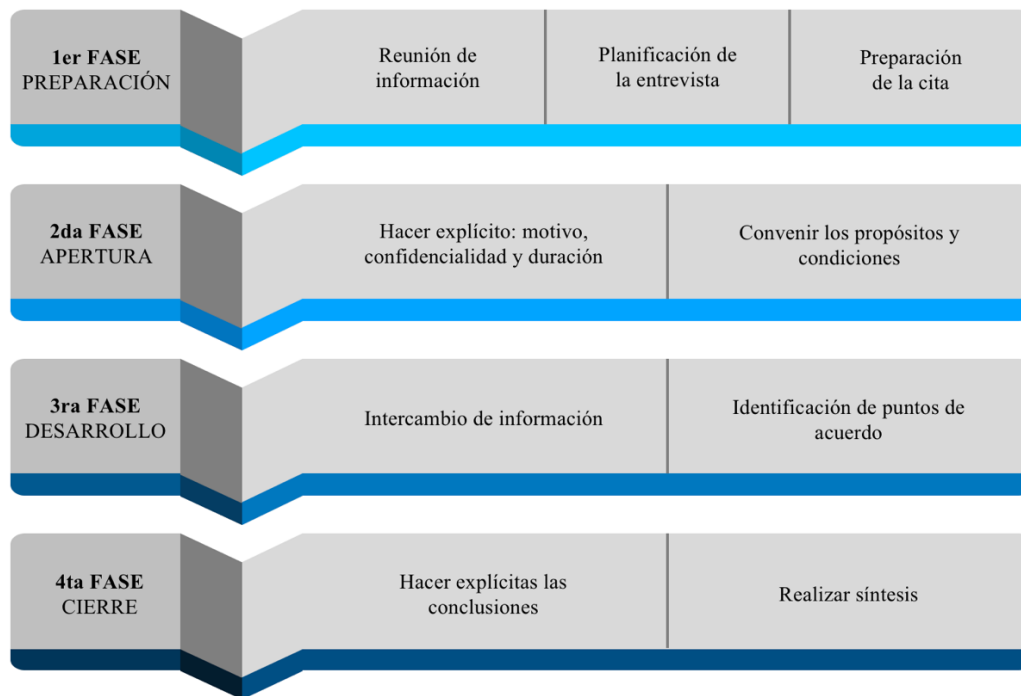 1er FASE
PREPARACIÓN
Reunión de
información
Planificación de
la entrevista
Preparación
de la cita
2da FASE
APERTURA
Hacer explícito: motivo,
confidencialidad y duración
Convenir los propósitos y
condiciones
3ra FASE
DESARROLLO
Intercambio de información
Identificación de puntos de
acuerdo
4ta FASE
CIERRE
Hacer explícitas las
conclusiones
Realizar síntesis